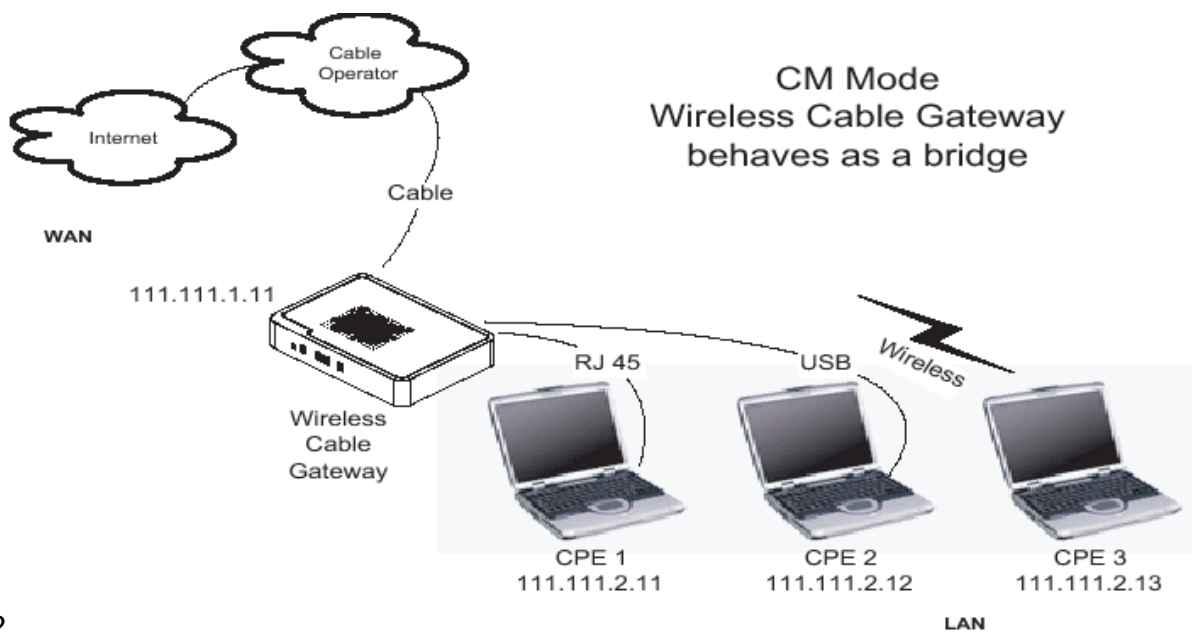 Cable
Operator
Internet
CM Mode
Wireless Cable Gateway
behaves as a bridge
Cable
WAN
111.111.1.11
RJ 45
USB
Wireless
Wireless
Cable
Gateway
CPE 1
111.111.2.11
CPE 2
111.111.2.12
CPE 3
111.111.2.13
LAN